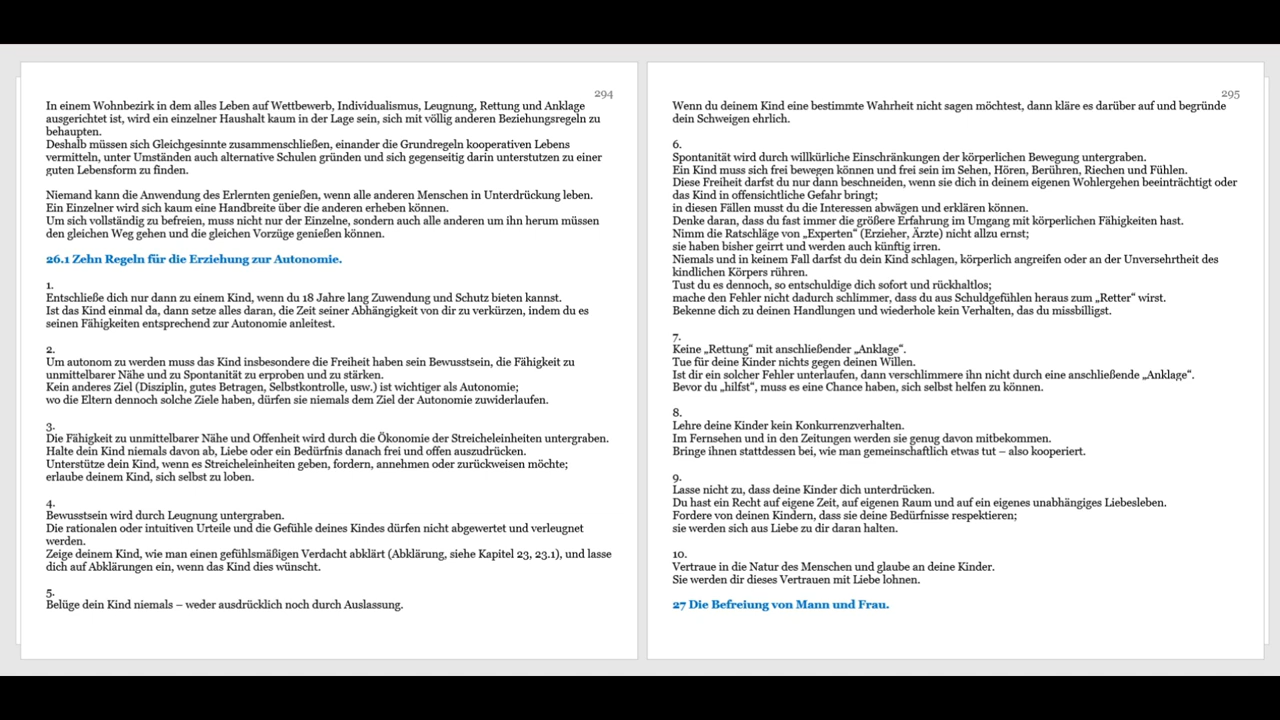 294
In einem Wohnbezirk in dem alles Leben auf Wettbewerb, Individualismus, Leugnung, Rettung und Anklage
ausgerichtet ist, wird ein einzelner Haushalt kaum in der Lage sein, sich mit völlig anderen Beziehungsregeln zu
behaupten.
Deshalb müssen sich Gleichgesinnte zusammenschließen, einander die Grundregeln kooperativen Lebens
vermitteln, unter Umständen auch alternative Schulen gründen und sich gegenseitig darin unterstutzen zu einer
guten Lebensform zu finden.
Niemand kann die Anwendung des Erlernten genießen, wenn alle anderen Menschen in Unterdrückung leben.
Ein Einzelner wird sich kaum eine Handbreite über die anderen erheben können.
Um sich vollständig zu befreien, muss nicht nur der Einzelne, sondern auch alle anderen um ihn herum müssen
den gleichen Weg gehen und die gleichen Vorzüge genießen können.
26.1 Zehn Regeln für die Erziehung zur Autonomie.
1.
Entschließe dich nur dann zu einem Kind, wenn du 18 Jahre lang Zuwendung und Schutz bieten kannst.
Ist das Kind einmal da, dann setze alles daran, die Zeit seiner Abhängigkeit von dir zu verkürzen, indem du es
seinen Fähigkeiten entsprechend zur Autonomie anleitest.
2.
Um autonom zu werden muss das Kind insbesondere die Freiheit haben sein Bewusstsein, die Fähigkeit zu
unmittelbarer Nähe und zu Spontanität zu erproben und zu stärken.
Kein anderes Ziel (Disziplin, gutes Betragen, Selbstkontrolle, usw.) ist wichtiger als Autonomie;
wo die Eltern dennoch solche Ziele haben, dürfen sie niemals dem Ziel der Autonomie zuwiderlaufen.
3.
Die Fähigkeit zu unmittelbarer Nähe und Offenheit wird durch die Ökonomie der Streicheleinheiten untergraben.
Halte dein Kind niemals davon ab, Liebe oder ein Bedürfnis danach frei und offen auszudrücken.
Unterstütze dein Kind, wenn es Streicheleinheiten geben, fordern, annehmen oder zurückweisen möchte;
erlaube deinem Kind, sich selbst zu loben.
4.
Bewusstsein wird durch Leugnung untergraben.
Die rationalen oder intuitiven Urteile und die Gefühle deines Kindes dürfen nicht abgewertet und verleugnet
werden.
Zeige deinem Kind, wie man einen gefühlsmäßigen Verdacht abklärt (Abklärung, siehe Kapitel 23, 23.1), und lasse
dich auf Abklärungen ein, wenn das Kind dies wünscht.
5.
Belüge dein Kind niemals – weder ausdrücklich noch durch Auslassung.
295
Wenn du deinem Kind eine bestimmte Wahrheit nicht sagen möchtest, dann kläre es darüber auf und begründe
dein Schweigen ehrlich.
6.
Spontanität wird durch willkürliche Einschränkungen der körperlichen Bewegung untergraben.
Ein Kind muss sich frei bewegen können und frei sein im Sehen, Hören, Berühren, Riechen und Fühlen.
Diese Freiheit darfst du nur dann beschneiden, wenn sie dich in deinem eigenen Wohlergehen beeinträchtigt oder
das Kind in offensichtliche Gefahr bringt;
in diesen Fällen musst du die Interessen abwägen und erklären können.
Denke daran, dass du fast immer die größere Erfahrung im Umgang mit körperlichen Fähigkeiten hast.
Nimm die Ratschläge von „Experten“ (Erzieher, Ärzte) nicht allzu ernst;
sie haben bisher geirrt und werden auch künftig irren.
Niemals und in keinem Fall darfst du dein Kind schlagen, körperlich angreifen oder an der Unversehrtheit des
kindlichen Körpers rühren.
Tust du es dennoch, so entschuldige dich sofort und rückhaltlos;
mache den Fehler nicht dadurch schlimmer, dass du aus Schuldgefühlen heraus zum „Retter“ wirst.
Bekenne dich zu deinen Handlungen und wiederhole kein Verhalten, das du missbilligst.
7.
Keine „Rettung“ mit anschließender „Anklage“.
Tue für deine Kinder nichts gegen deinen Willen.
Ist dir ein solcher Fehler unterlaufen, dann verschlimmere ihn nicht durch eine anschließende „Anklage“.
Bevor du „hilfst“, muss es eine Chance haben, sich selbst helfen zu können.
8.
Lehre deine Kinder kein Konkurrenzverhalten.
Im Fernsehen und in den Zeitungen werden sie genug davon mitbekommen.
Bringe ihnen stattdessen bei, wie man gemeinschaftlich etwas tut – also kooperiert.
9.
Lasse nicht zu, dass deine Kinder dich unterdrücken.
Du hast ein Recht auf eigene Zeit, auf eigenen Raum und auf ein eigenes unabhängiges Liebesleben.
Fordere von deinen Kindern, dass sie deine Bedürfnisse respektieren;
sie werden sich aus Liebe zu dir daran halten.
10.
Vertraue in die Natur des Menschen und glaube an deine Kinder.
Sie werden dir dieses Vertrauen mit Liebe lohnen.
27 Die Befreiung von Mann und Frau.